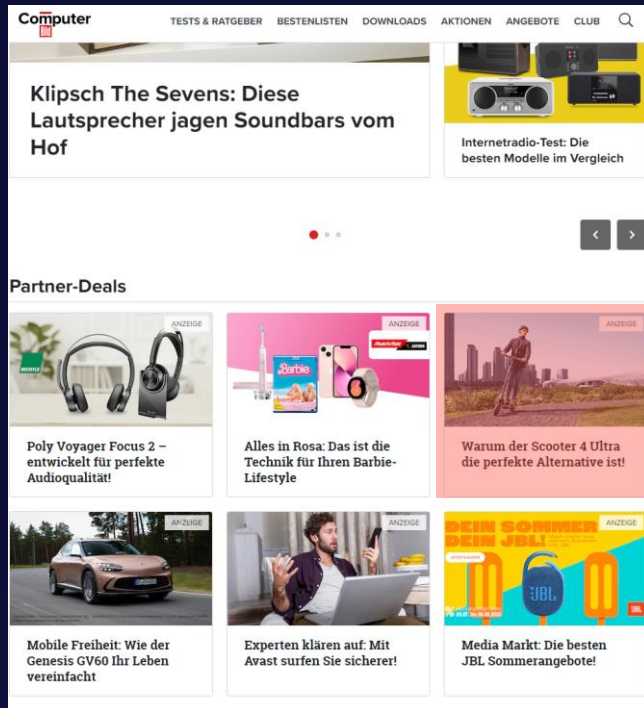 Computer
Bild
TESTS & RATGEBER BESTENLISTEN DOWNLOADS AKTIONEN ANGEBOTE CLUB
Klipsch The Sevens: Diese
Lautsprecher jagen Soundbars vom
Hof
Internetradio-Test: Die
besten Modelle im Vergleich
Partner-Deals
ANZEIGE
BECHTLE
Poly Voyager Focus 2 –
entwickelt für perfekte
Audioqualität!
ANZEIGE
Barbie
Alles in Rosa: Das ist die
Technik für Ihren Barbie-
Lifestyle
ANZEIGE
Warum der Scooter 4 Ultra
die perfekte Alternative ist!
ANZEIGE
Mobile Freiheit: Wie der
Genesis GV60 Ihr Leben
vereinfacht
ANZEIGE
Experten klären auf: Mit
Avast surfen Sie sicherer!
ANZEIGE
DEIN SOMMER
DEIN JBL!
JBL
JBL
Media Markt: Die besten
JBL Sommerangebote!